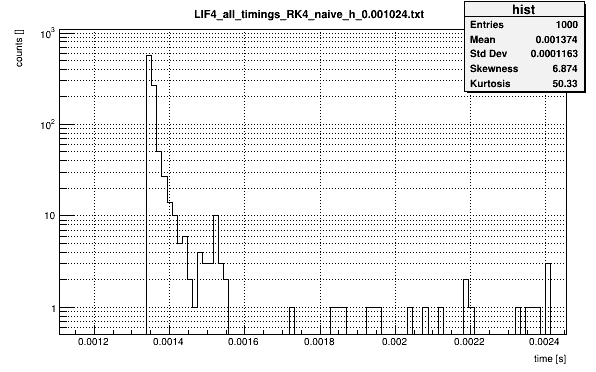 LIF4_all_timings_RK4_naive_h_0.001024.txt
hist
Entries 1000
Mean 0.001374
Std Dev 0.0001163
Skewness 6.874
Kurtosis 50.33
counts []
10³
10²
10
1
0.0012 0.0014 0.0016 0.0018 0.002 0.0022 0.0024
time [s]